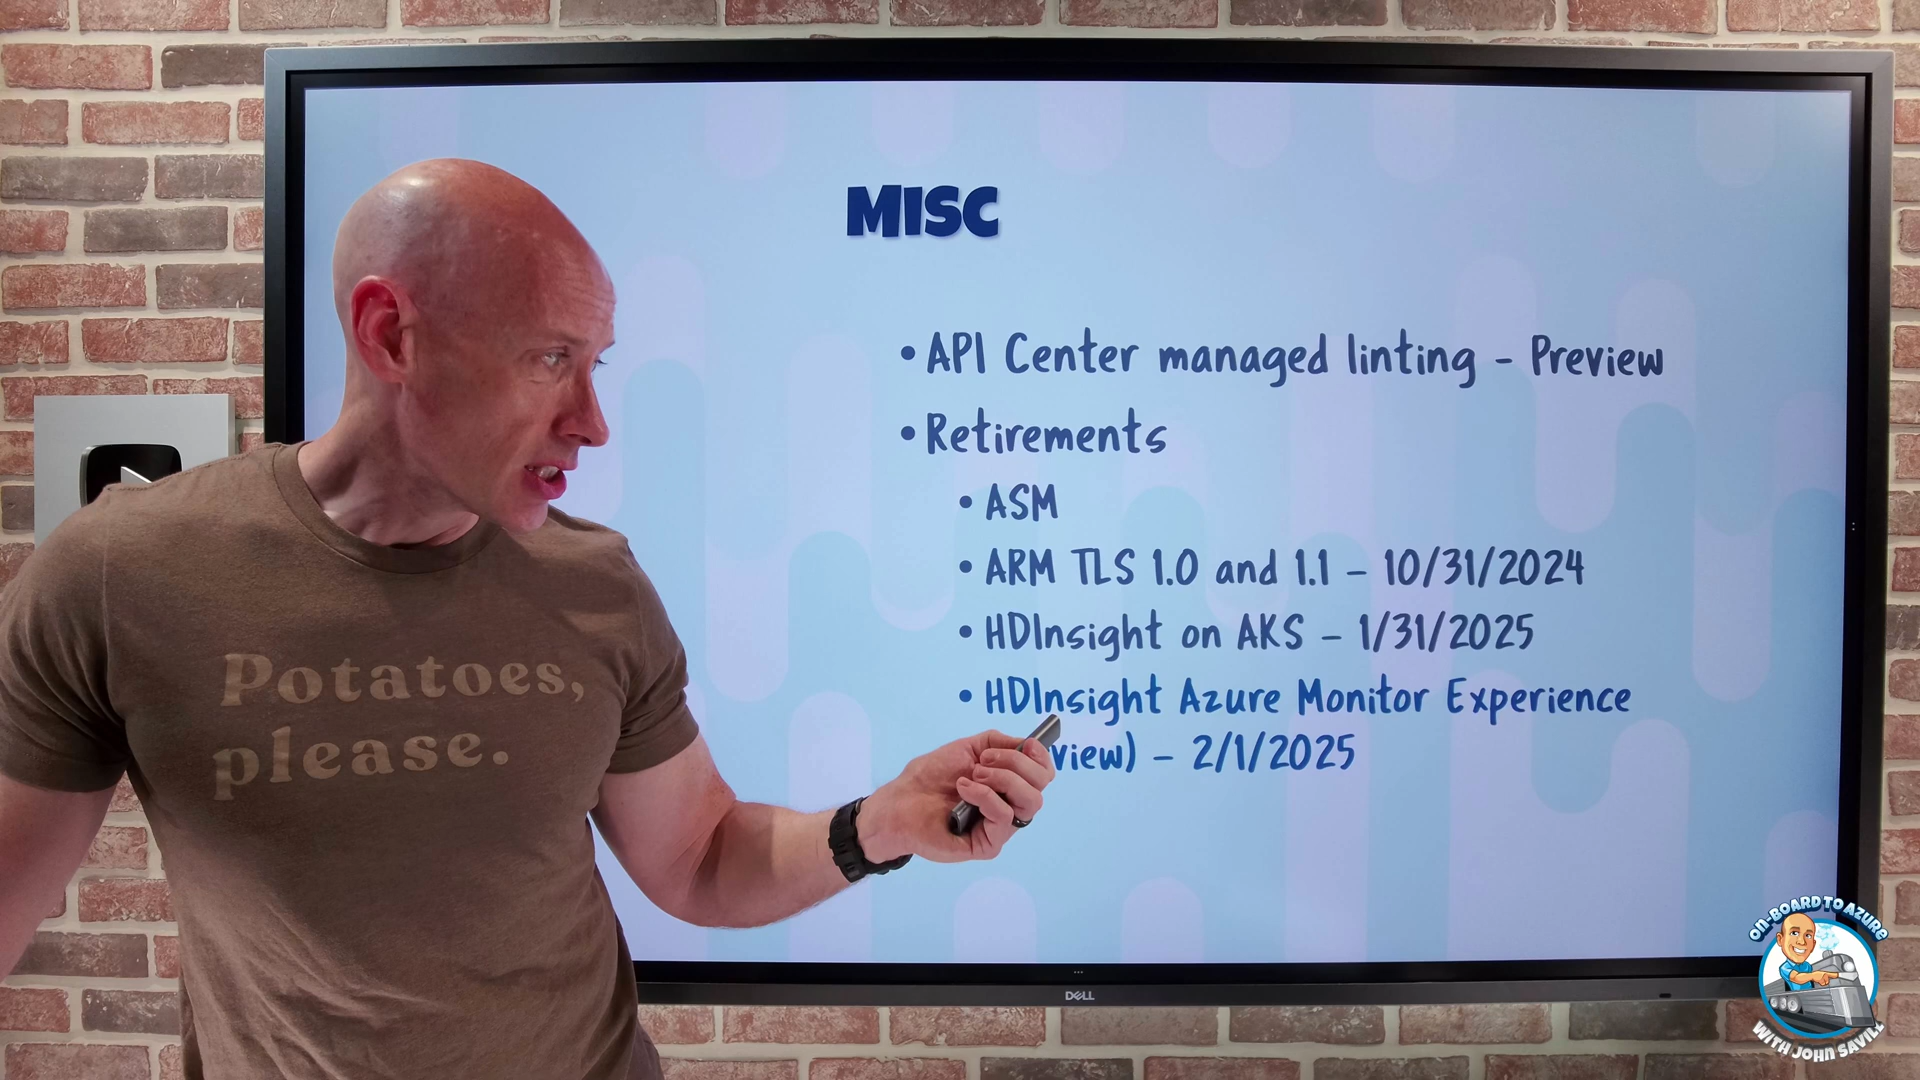 MISC
• API Center managed linting - Preview
• Retirements
• ASM
• ARM TLS 1.0 and 1.1 – 10/31/2024
• HDInsight on AKS – 1/31/2025
• HDInsight Azure Monitor Experience
view) – 2/1/2025
Potatoes,
please.
DELL
ON-BOARD TO AZURE
WITH JOHN SAVILL